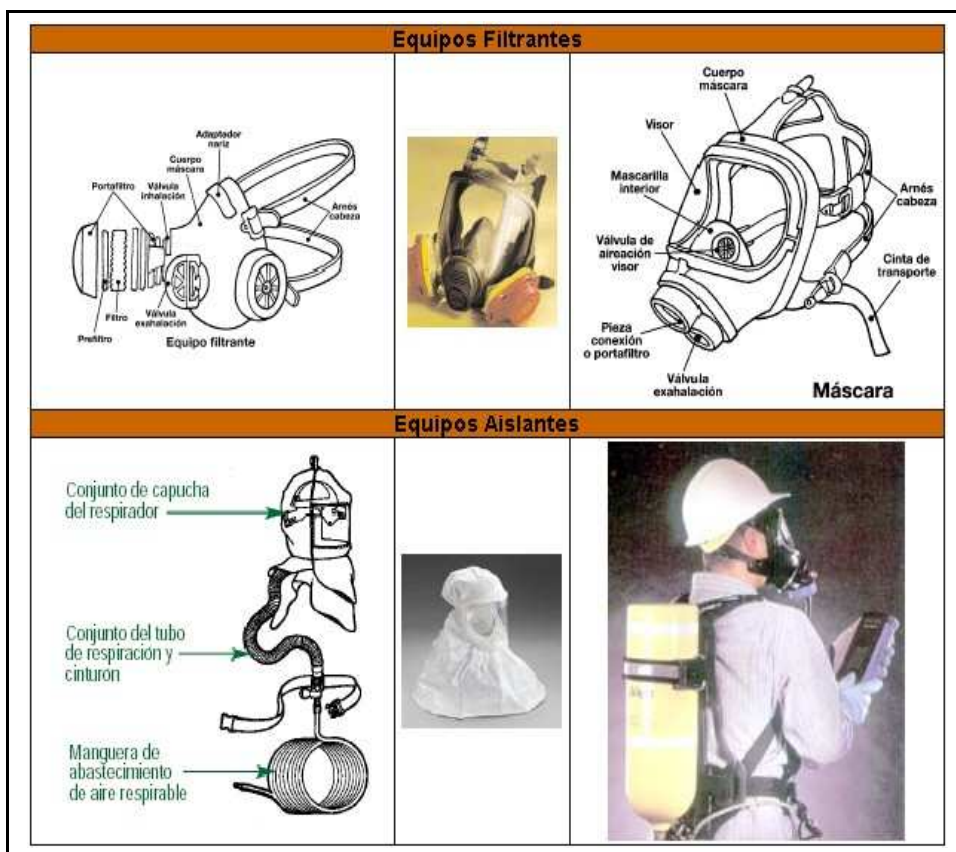 Equipos Filtrantes
Adaptador
nariz
Cuerpo
máscara
Portafiltro
Válvula
inhalación
Arnés
cabeza
Filtro
Válvula
exahalación
Prefiltro
Equipo filtrante
Cuerpo
máscara
Visor
Mascarilla
interior
Arnés
cabeza
Válvula de
aireación
visor
Cinta de
transporte
Pieza
conexión
o portafiltro
Válvula
exahalación
Máscara
Equipos Aislantes
Conjunto de capucha
del respirador
Conjunto del tubo
de respiración y
cinturón
Manguera de
abastecimiento
de aire respirable